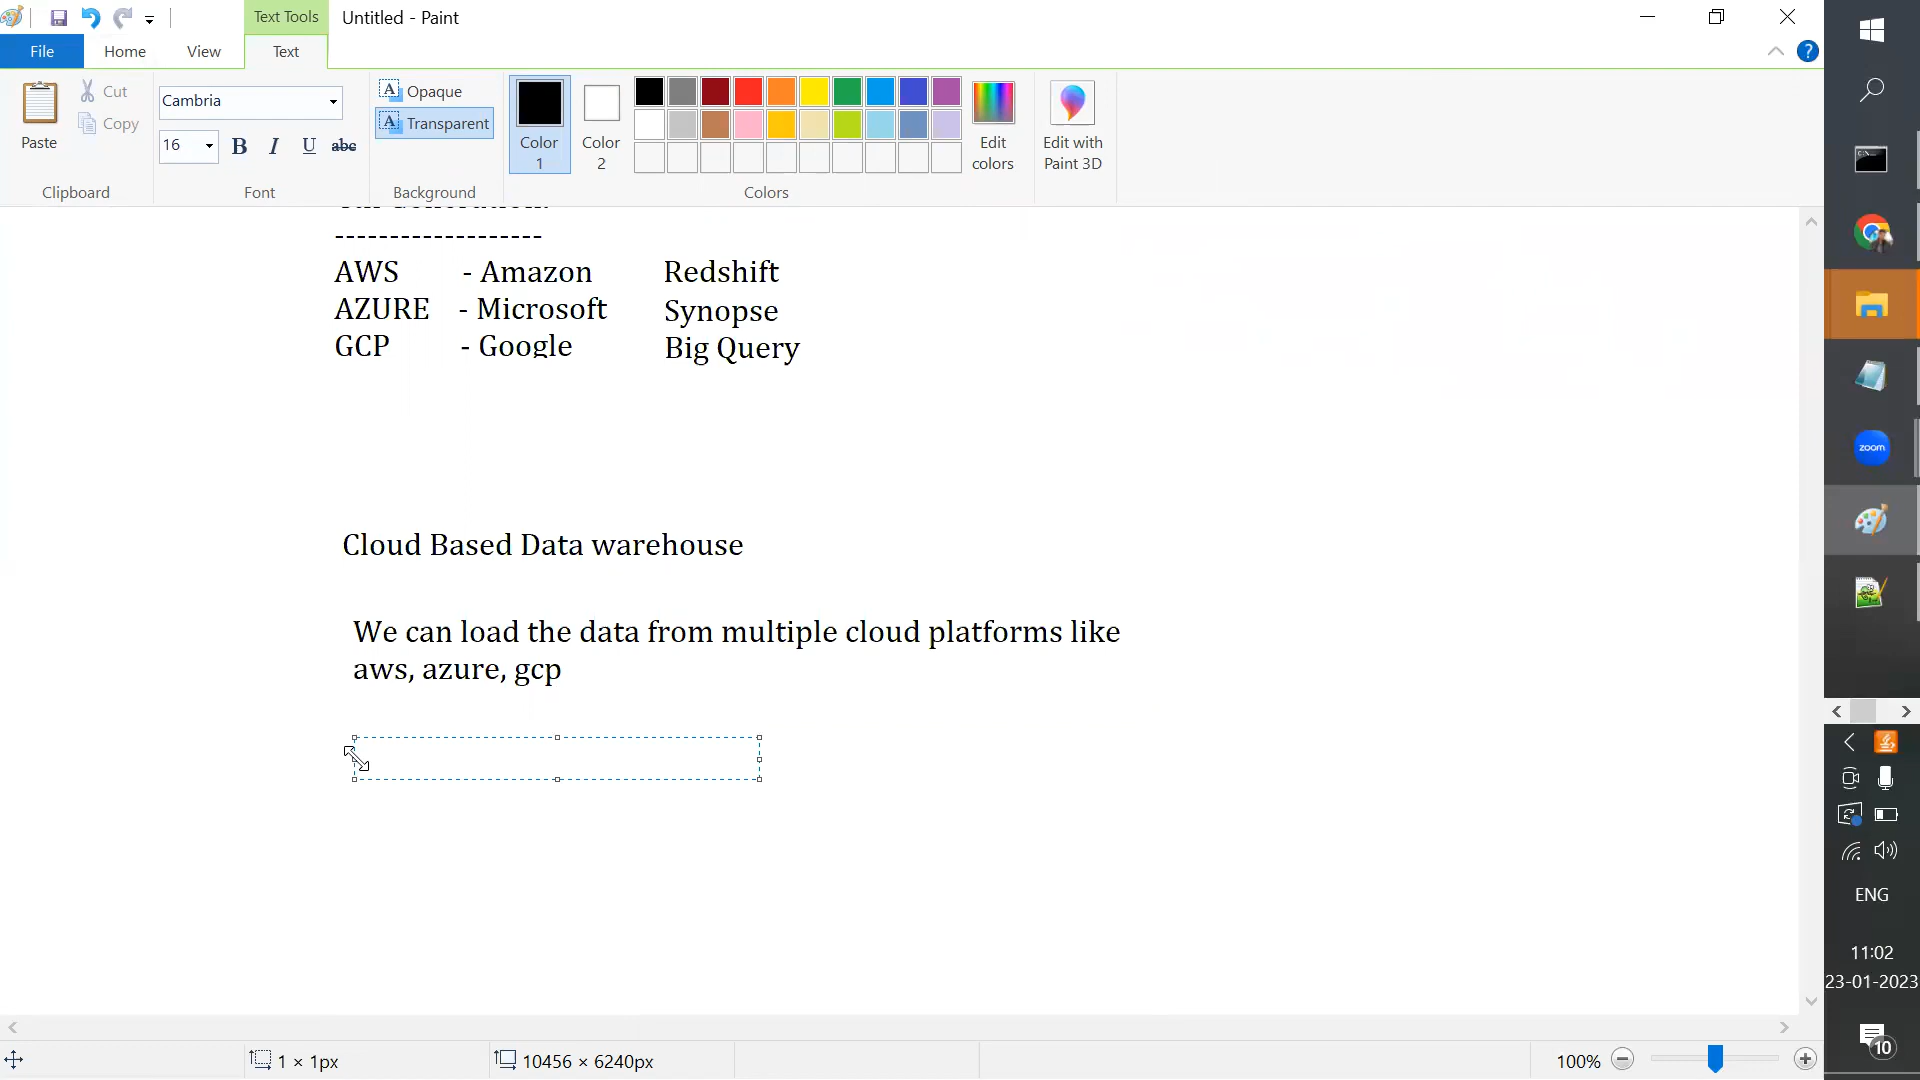 Text Tools
Untitled - Paint
File
Home
View
Text
Paste
Cut
Copy
Clipboard
Cambria
16
B
I
U
abc
Font
A Opaque
A Transparent
Background
Color 1
Color 2
Edit colors
Colors
Edit with Paint 3D
------------------- 
AWS - Amazon Redshift
AZURE - Microsoft Synopse
GCP - Google Big Query
Cloud Based Data warehouse
We can load the data from multiple cloud platforms like
aws, azure, gcp
zoom
ENG
11:02
23-01-2023
10
1 × 1px
10456 × 6240px
100%